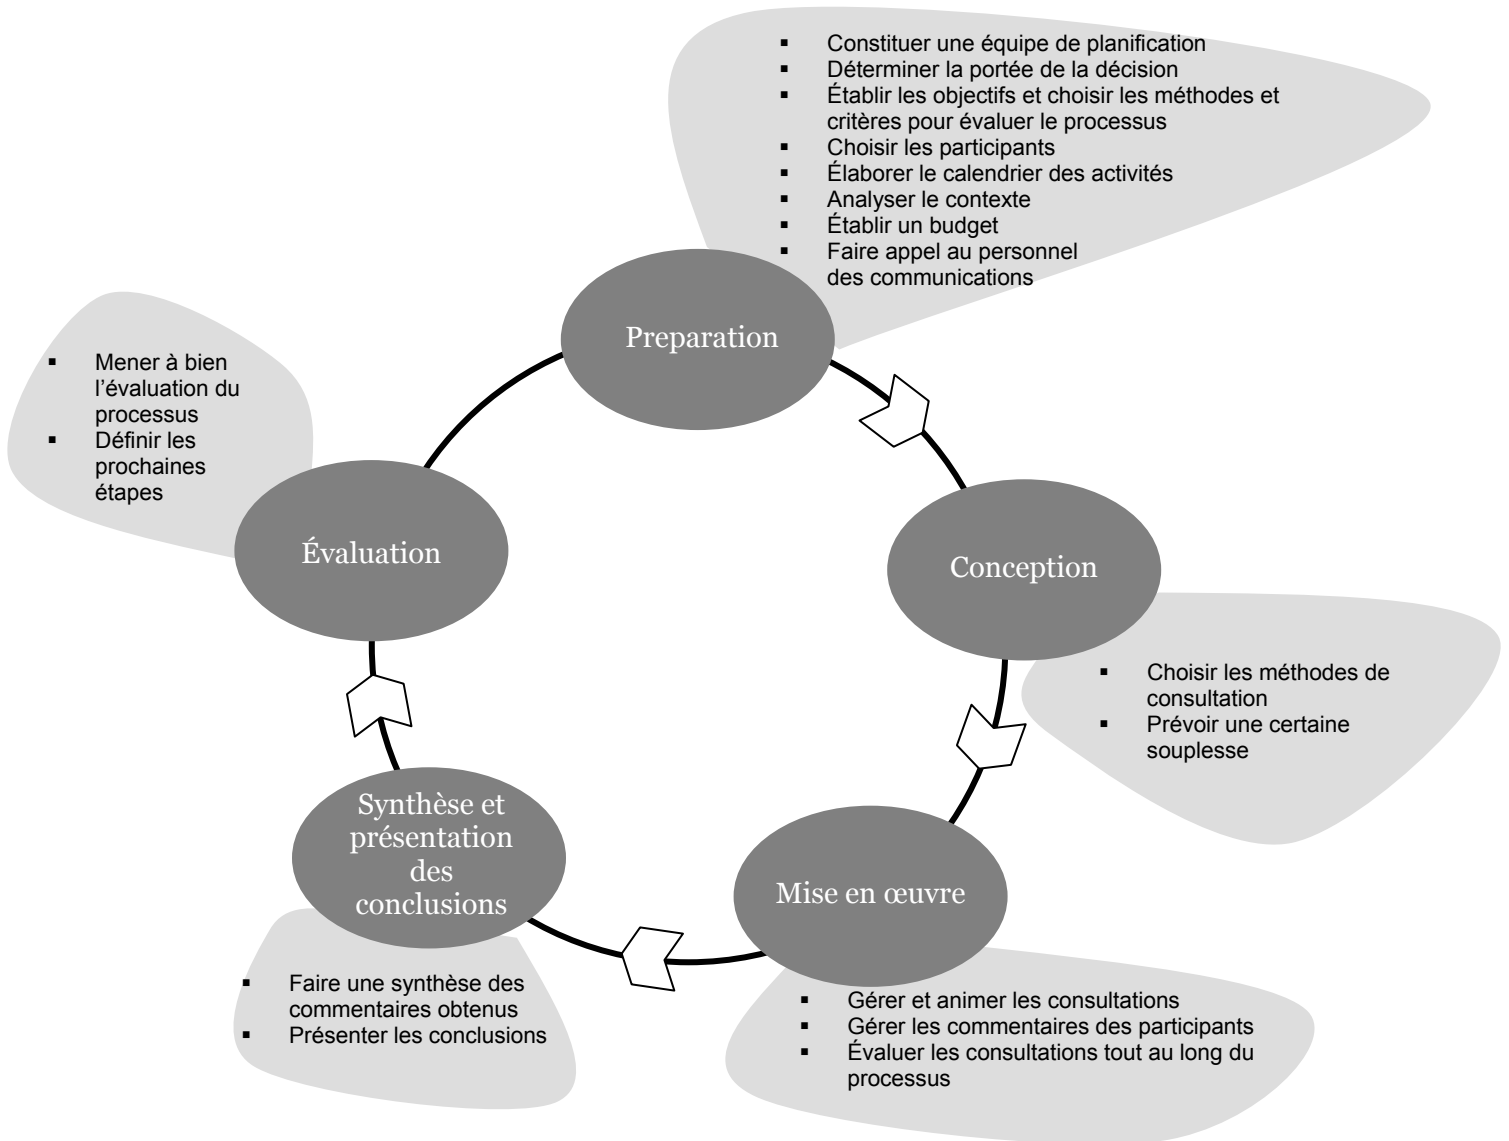 ▪ Constituer une équipe de planification
▪ Déterminer la portée de la décision
▪ Établir les objectifs et choisir les méthodes et
critères pour évaluer le processus
▪ Choisir les participants
▪ Élaborer le calendrier des activités
▪ Analyser le contexte
▪ Établir un budget
▪ Faire appel au personnel
des communications
Preparation
Conception
▪ Choisir les méthodes de
consultation
▪ Prévoir une certaine
souplesse
Mise en œuvre
▪ Gérer et animer les consultations
▪ Gérer les commentaires des participants
▪ Évaluer les consultations tout au long du
processus
Synthèse et
présentation
des
conclusions
▪ Faire une synthèse des
commentaires obtenus
▪ Présenter les conclusions
Évaluation
▪ Mener à bien
l’évaluation du
processus
▪ Définir les
prochaines
étapes